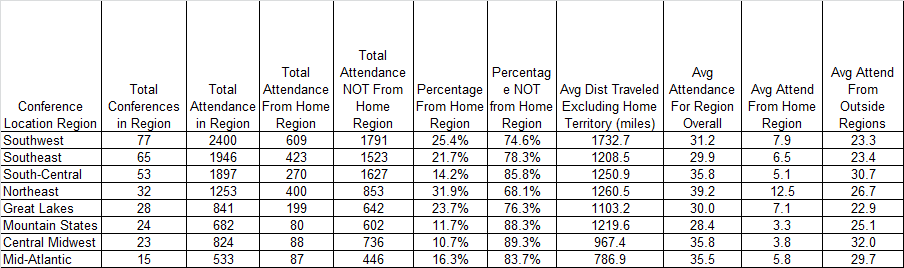 Conference Location Region | Total Conferences in Region | Total Attendance in Region | Total Attendance From Home Region | Total Attendance NOT From Home Region | Percentage From Home Region | Percentag e NOT from Home Region | Avg Dist Traveled Excluding Home Territory (miles) | Avg Attendance For Region Overall | Avg Attend From Home Region | Avg Attend From Outside Regions
Southwest 77 2400 609 1791 25.4% 74.6% 1732.7 31.2 7.9 23.3
Southeast 65 1946 423 1523 21.7% 78.3% 1208.5 29.9 6.5 23.4
South-Central 53 1897 270 1627 14.2% 85.8% 1250.9 35.8 5.1 30.7
Northeast 32 1253 400 853 31.9% 68.1% 1260.5 39.2 12.5 26.7
Great Lakes 28 841 199 642 23.7% 76.3% 1103.2 30.0 7.1 22.9
Mountain States 24 682 80 602 11.7% 88.3% 1219.6 28.4 3.3 25.1
Central Midwest 23 824 88 736 10.7% 89.3% 967.4 35.8 3.8 32.0
Mid-Atlantic 15 533 87 446 16.3% 83.7% 786.9 35.5 5.8 29.7